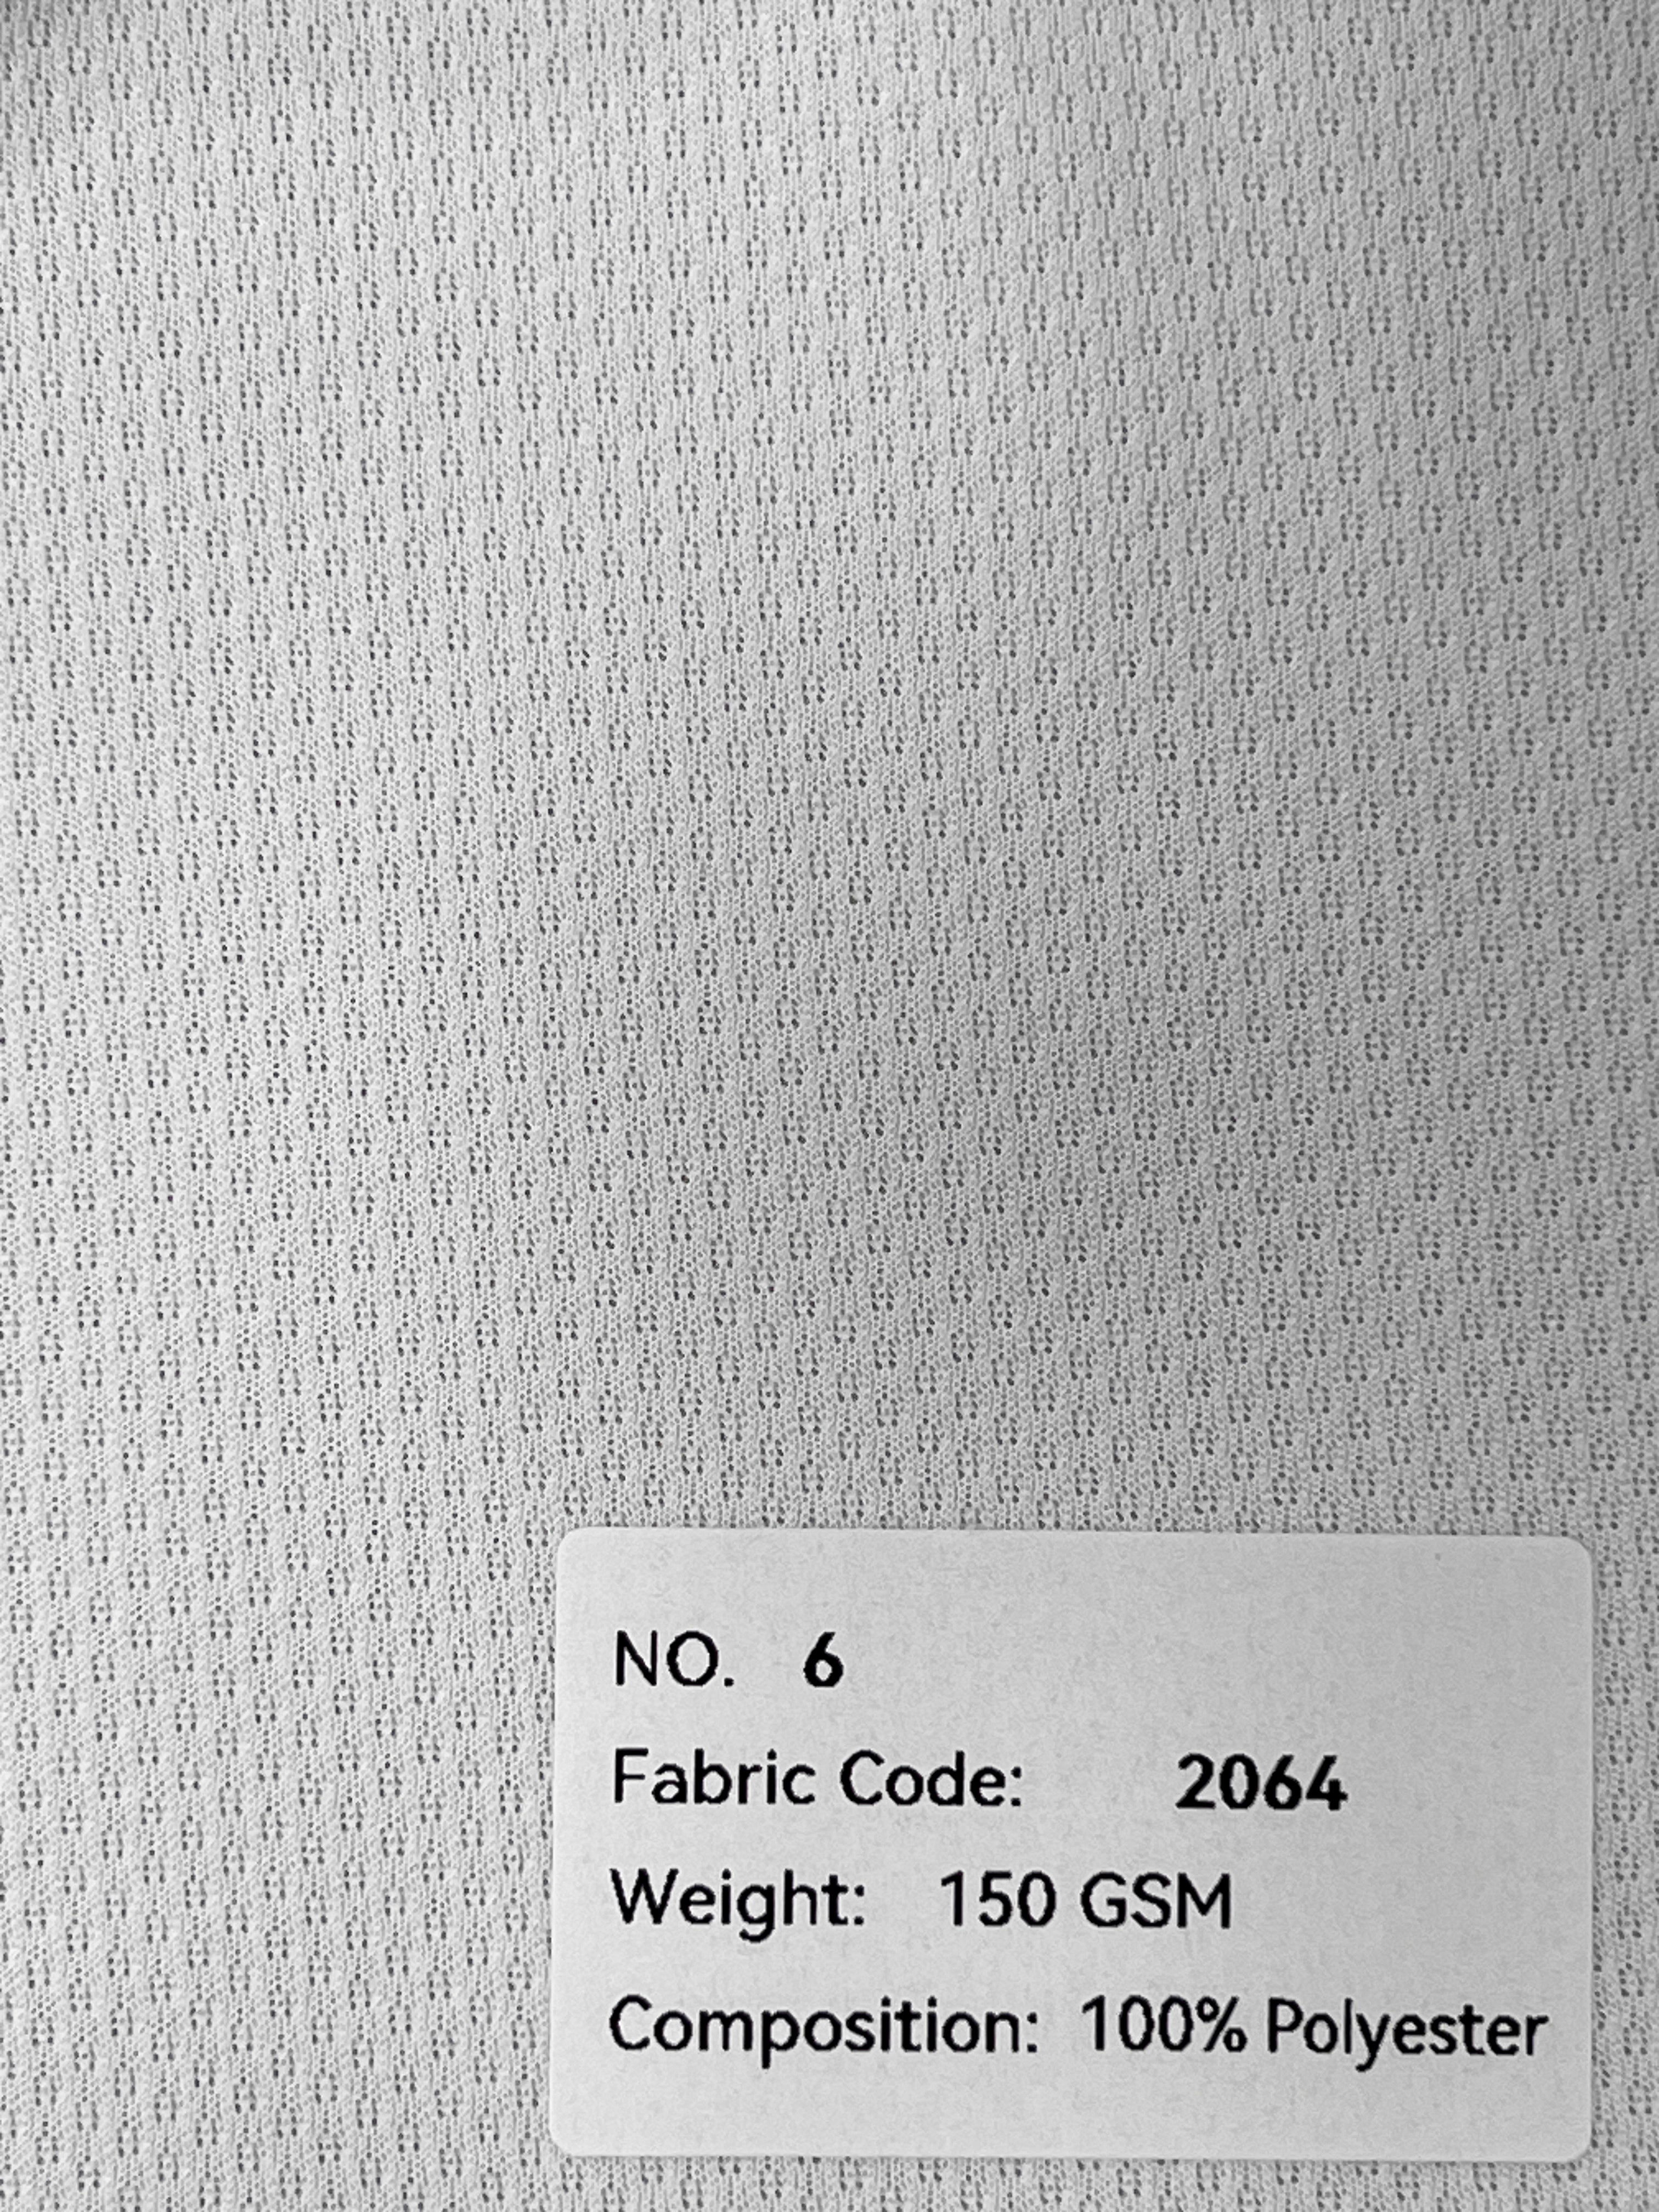 NO. 6
Fabric Code: 2064
Weight: 150 GSM
Composition: 100% Polyester